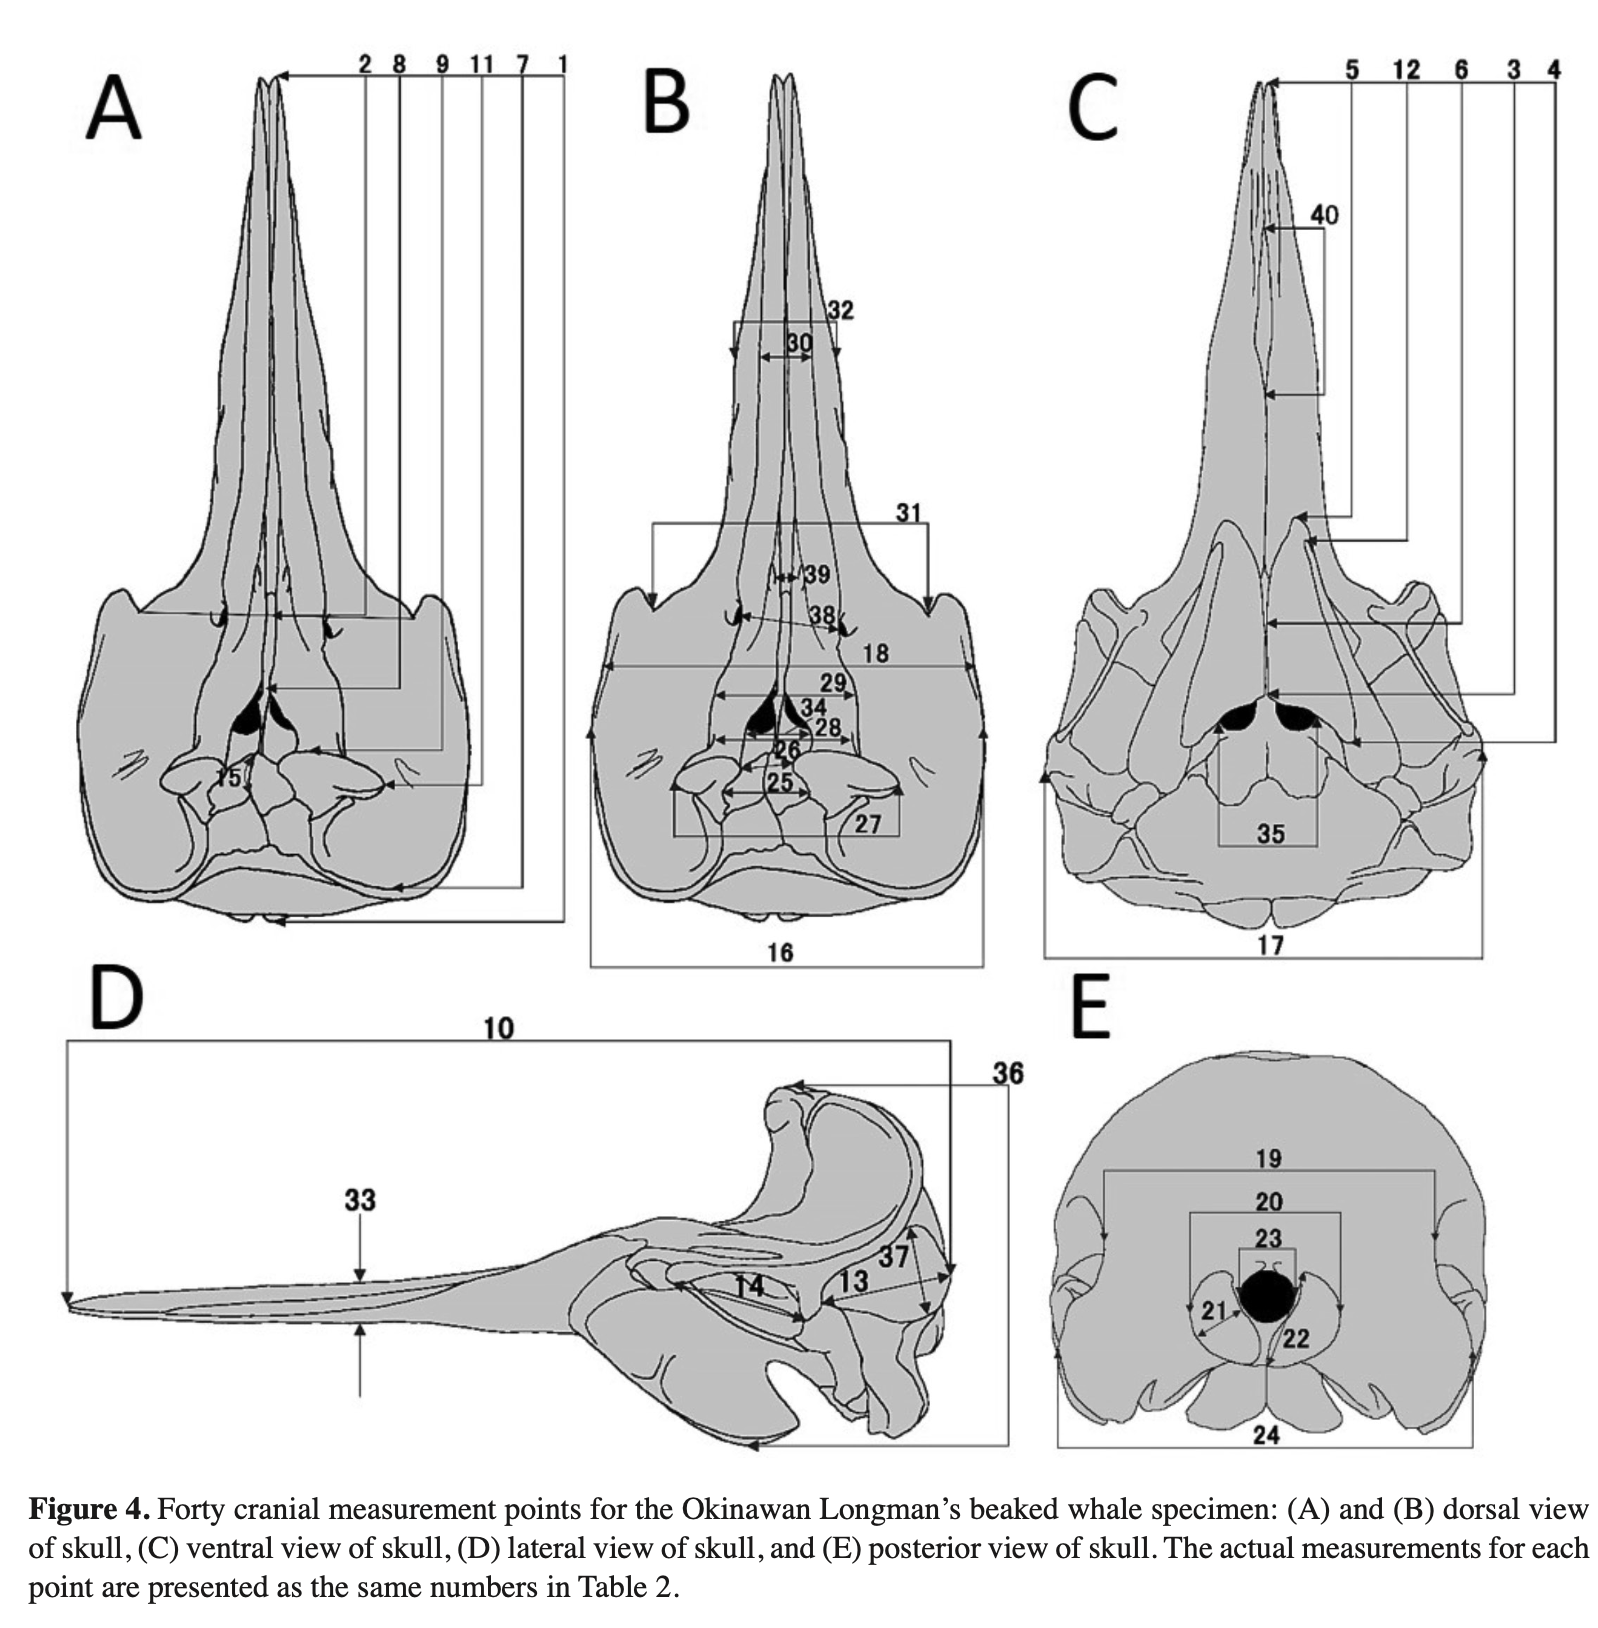 A
2 8 9 11 7 1
15
B
32
30
31
39
38
18
29
34
28
26
25
27
16
C
5 12 6 3 4
40
35
17
D
10
36
33
37
14
13
E
19
20
23
21
22
24
Figure 4. Forty cranial measurement points for the Okinawan Longman’s beaked whale specimen: (A) and (B) dorsal view
of skull, (C) ventral view of skull, (D) lateral view of skull, and (E) posterior view of skull. The actual measurements for each
point are presented as the same numbers in Table 2.